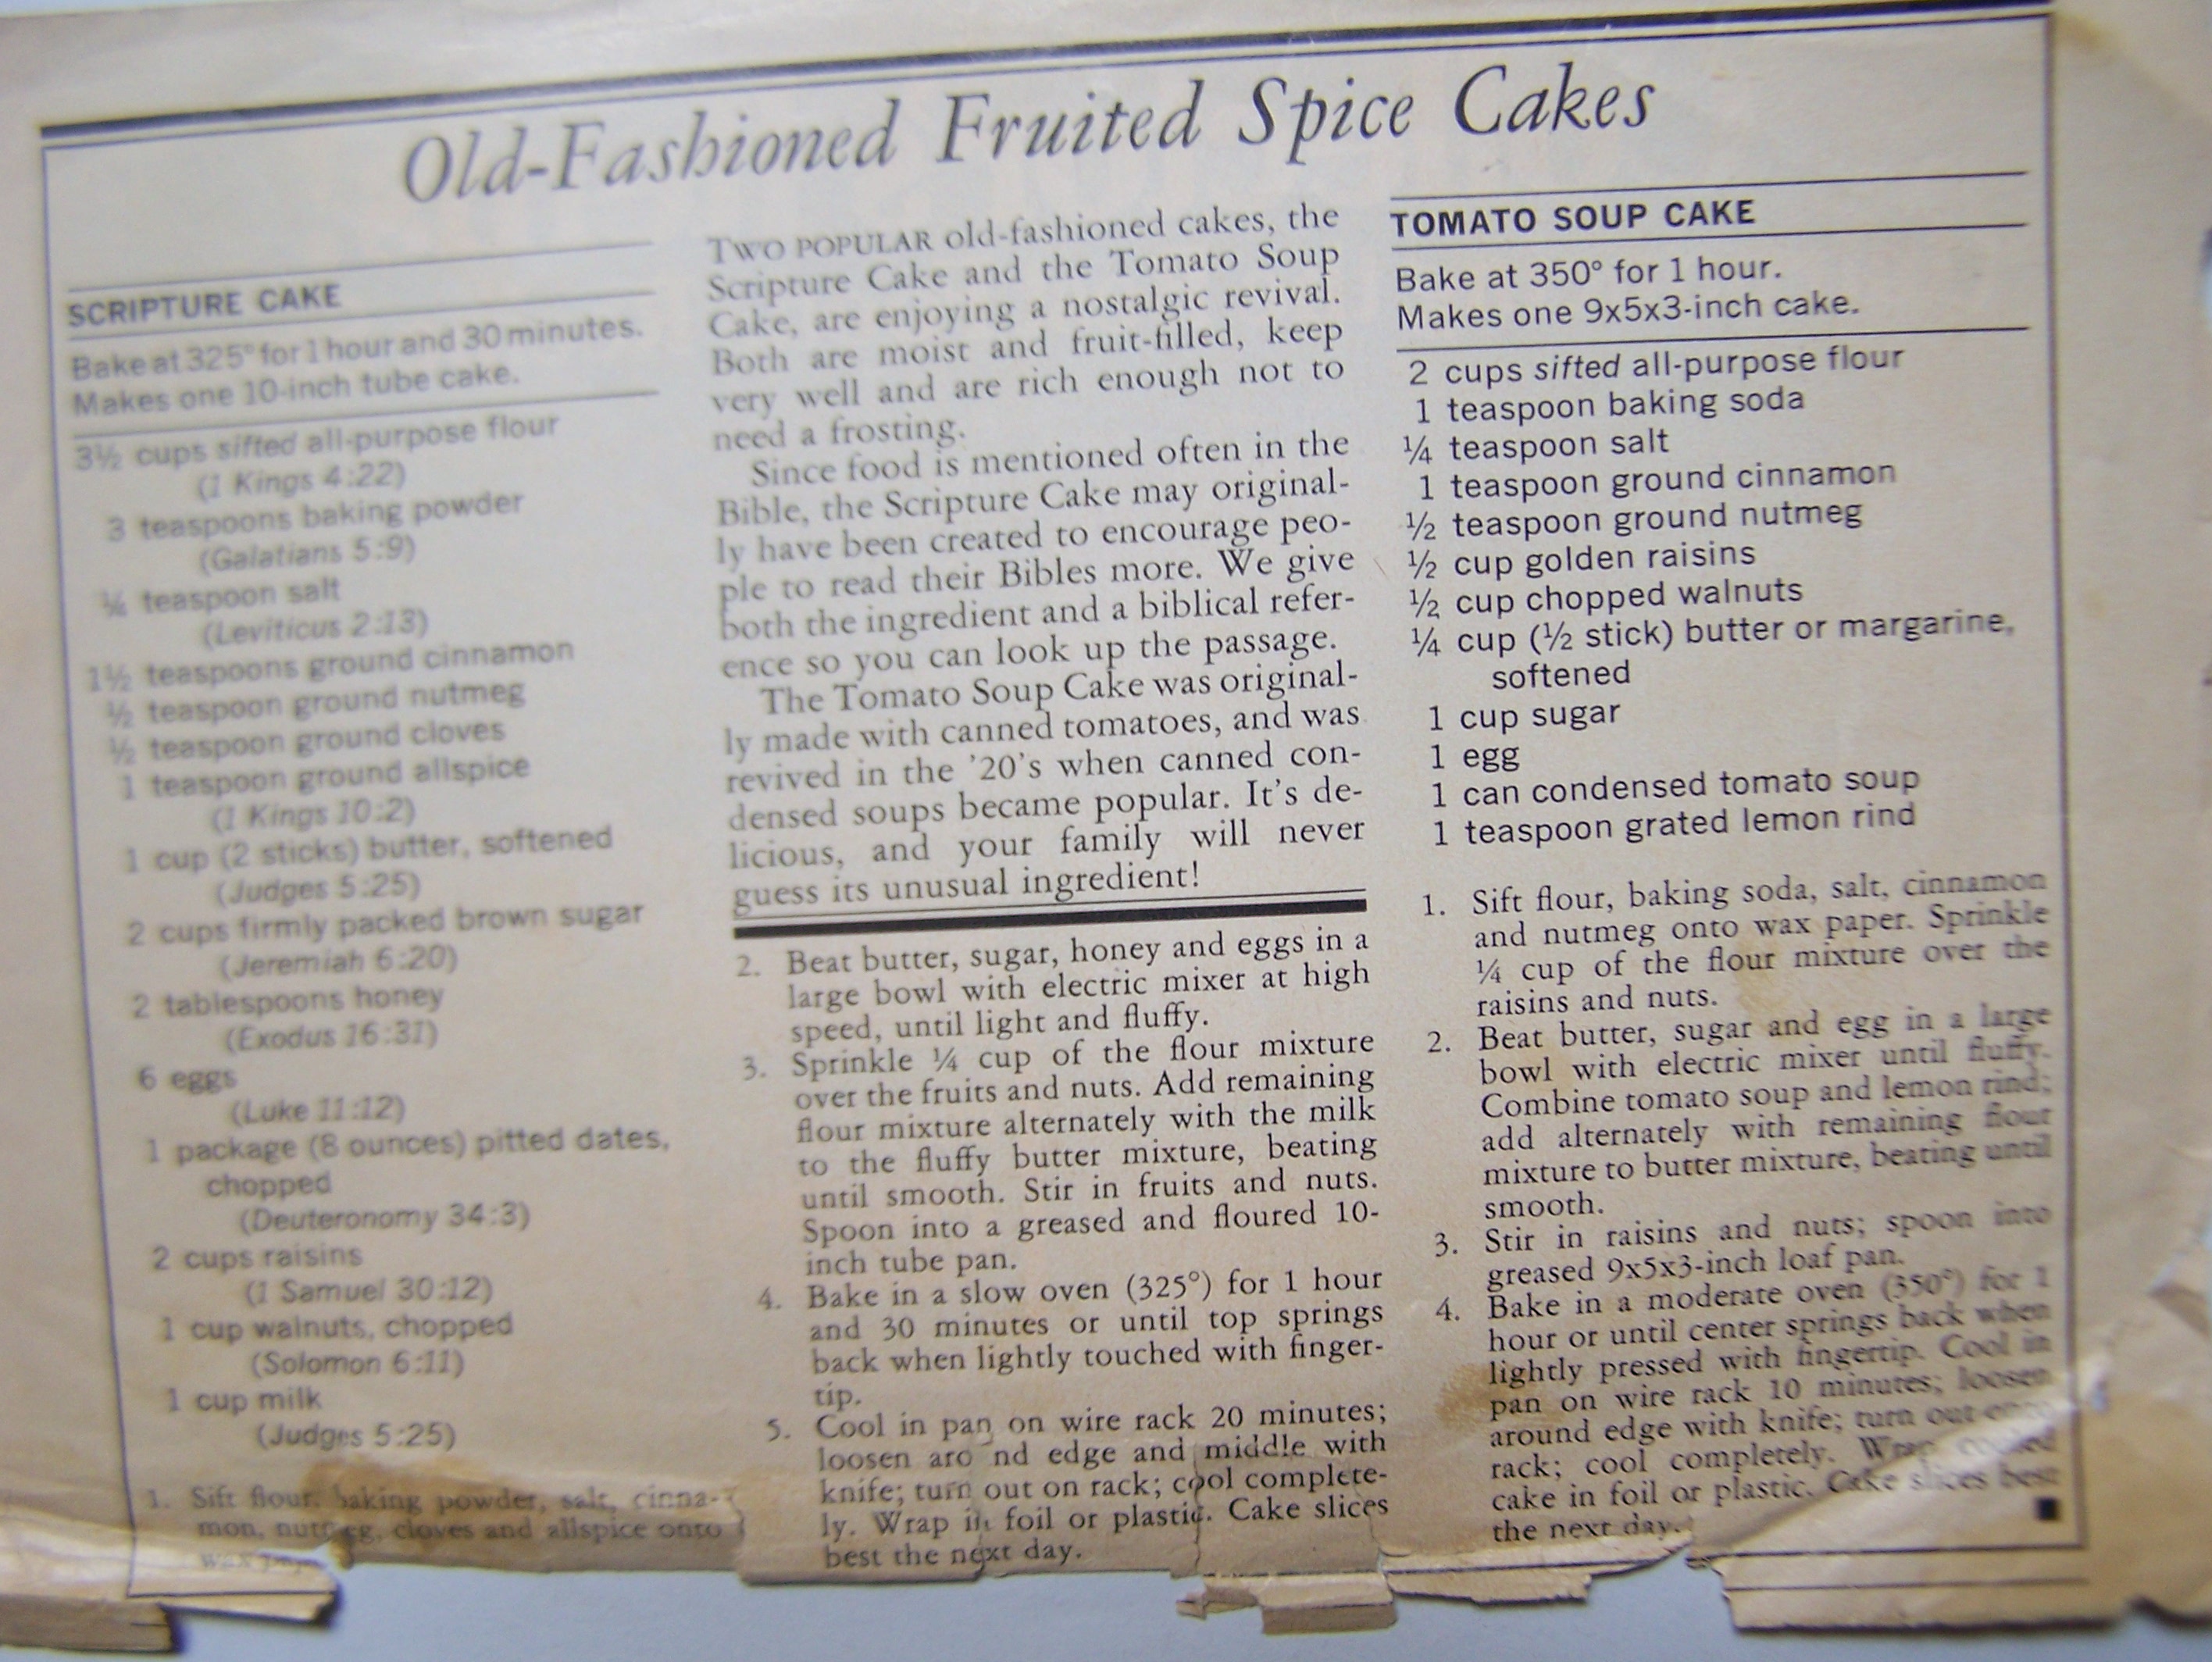 Old-Fashioned Fruited Spice Cakes
SCRIPTURE CAKE
Bake at 325° for 1 hour and 30 minutes.
Makes one 10-inch tube cake.
3½ cups sifted all-purpose flour
(1 Kings 4:22)
3 teaspoons baking powder
(Galatians 5:9)
teaspoon salt
(Leviticus 2:13)
1½ teaspoons ground cinnamon
½ teaspoon ground nutmeg
½ teaspoon ground cloves
1 teaspoon ground allspice
(1 Kings 10:2)
1 cup (2 sticks) butter, softened
(Judges 5:25)
2 cups firmly packed brown sugar
(Jeremiah 6:20)
2 tablespoons honey
(Exodus 16:31)
6 eggs
(Luke 11:12)
1 package (8 ounces) pitted dates,
chopped
(Deuteronomy 34:3)
2 cups raisins
(1 Samuel 30:12)
1 cup walnuts, chopped
(Solomon 6:11)
1 cup milk
(Judges 5:25)
1. Sift flour, baking powder, salt, cinna-
mon, nutmeg, cloves and allspice onto
wax
TWO POPULAR old-fashioned cakes, the
Scripture Cake and the Tomato Soup
Cake, are enjoying a nostalgic revival.
Both are moist and fruit-filled, keep
very well and are rich enough not to
need a frosting.
Since food is mentioned often in the
Bible, the Scripture Cake may original-
ly have been created to encourage peo-
ple to read their Bibles more. We give
both the ingredient and a biblical refer-
ence so you can look up the passage.
The Tomato Soup Cake was original-
ly made with canned tomatoes, and was
revived in the '20's when canned con-
densed soups became popular. It's de-
licious, and your family will never
guess its unusual ingredient!
2. Beat butter, sugar, honey and eggs in a
large bowl with electric mixer at high
speed, until light and fluffy.
3. Sprinkle ¼ cup of the flour mixture
over the fruits and nuts. Add remaining
flour mixture alternately with the milk
to the fluffy butter mixture, beating
until smooth. Stir in fruits and nuts.
Spoon into a greased and floured 10-
inch tube pan.
4. Bake in a slow oven (325°) for 1 hour
and 30 minutes or until top springs
back when lightly touched with finger-
tip.
5. Cool in pan on wire rack 20 minutes;
loosen around edge and middle with
knife; turn out on rack; cool complete-
ly. Wrap in foil or plastic. Cake slices
best the next day.
TOMATO SOUP CAKE
Bake at 350° for 1 hour.
Makes one 9x5x3-inch cake.
2 cups sifted all-purpose flour
1 teaspoon baking soda
¼ teaspoon salt
1 teaspoon ground cinnamon
½ teaspoon ground nutmeg
½ cup golden raisins
½ cup chopped walnuts
¼ cup (½ stick) butter or margarine,
softened
1 cup sugar
1 egg
1 can condensed tomato soup
1 teaspoon grated lemon rind
1. Sift flour, baking soda, salt, cinnamon
and nutmeg onto wax paper. Sprinkle
¼ cup of the flour mixture over the
raisins and nuts.
2. Beat butter, sugar and egg in a large
bowl with electric mixer until fluffy.
Combine tomato soup and lemon rind;
add alternately with remaining flour
mixture to butter mixture, beating until
smooth.
3. Stir in raisins and nuts; spoon into
greased 9x5x3-inch loaf pan.
4. Bake in a moderate oven (350°) for 1
hour or until center springs back when
lightly pressed with fingertip. Cool in
pan on wire rack 10 minutes; loosen
around edge with knife; turn out onto
rack; cool completely. Wrap cooled
cake in foil or plastic. Cake slices best
the next day.